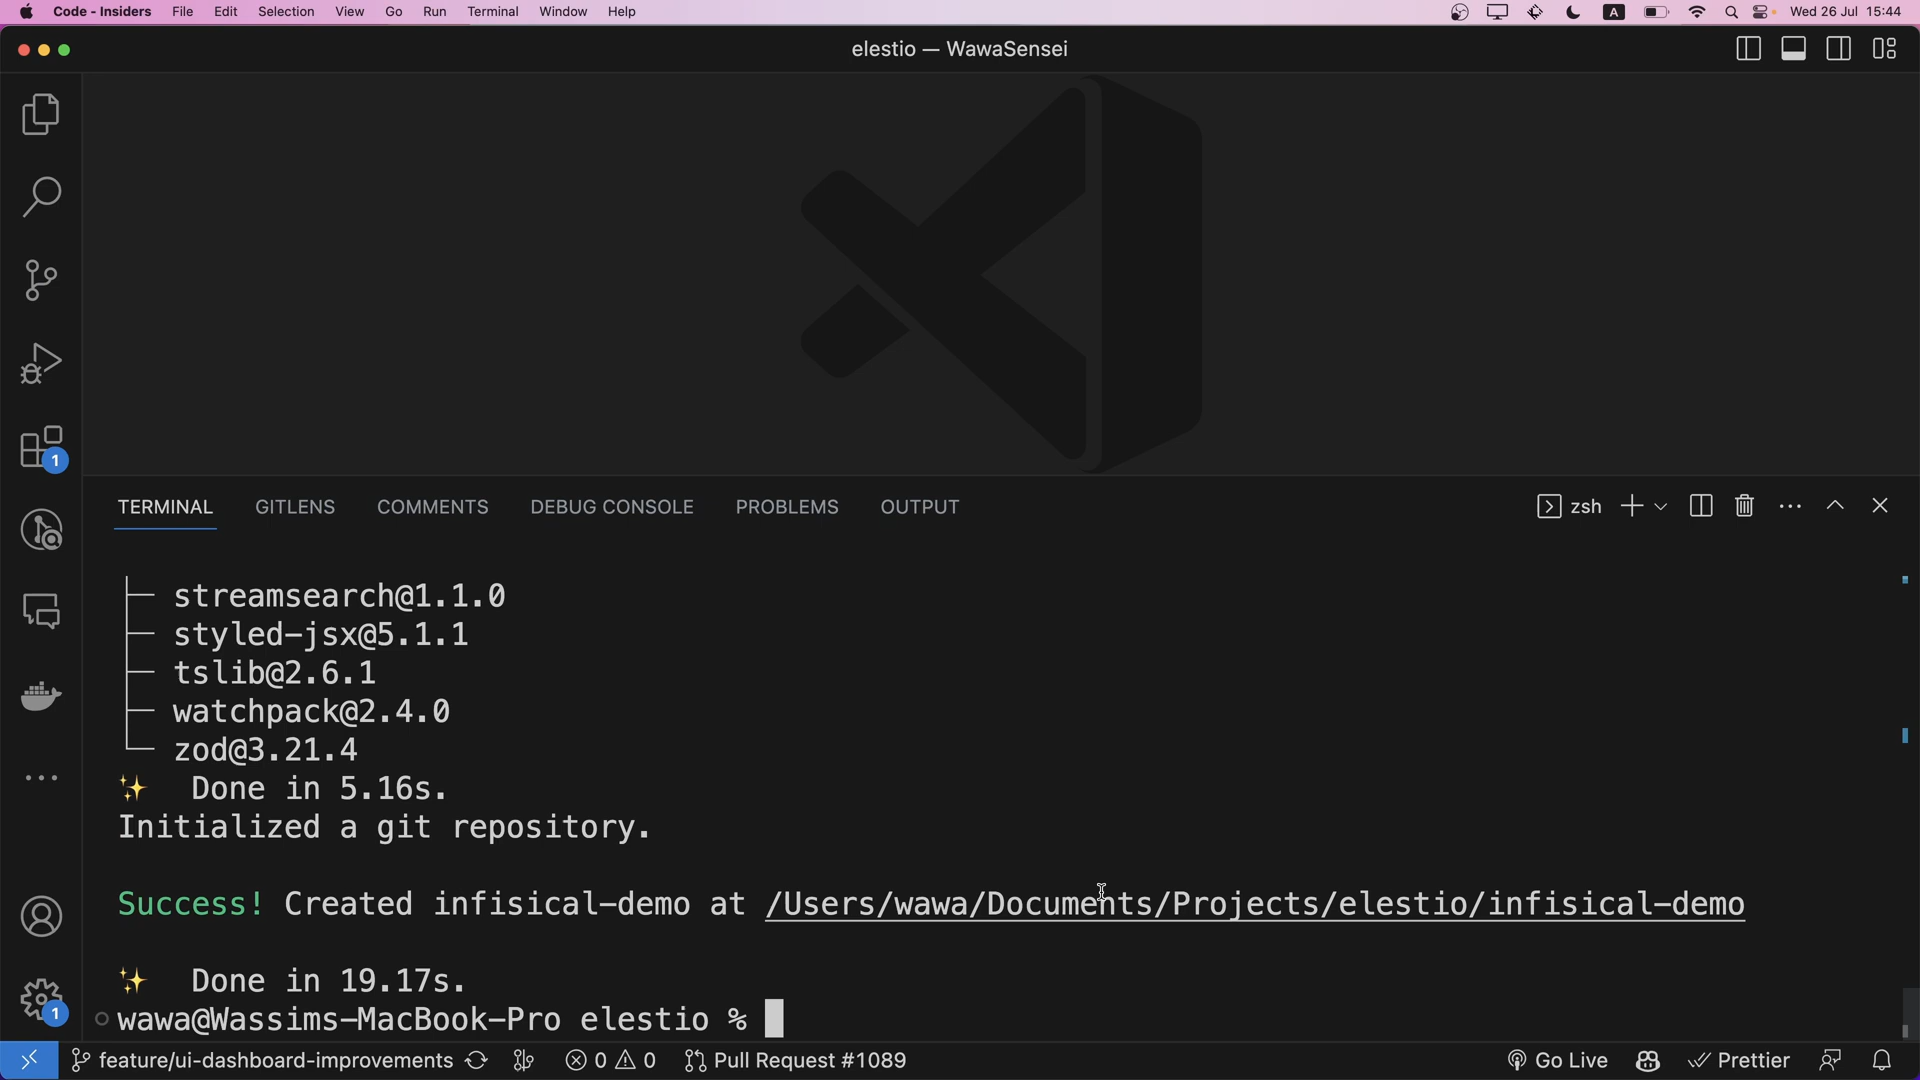 Code - Insiders File Edit Selection View Go Run Terminal Window Help A Wed 26 Jul 15:44
elestio — WawaSensei
1
TERMINAL GITLENS COMMENTS DEBUG CONSOLE PROBLEMS OUTPUT zsh
├─ streamsearch@1.1.0
├─ styled-jsx@5.1.1
├─ tslib@2.6.1
├─ watchpack@2.4.0
└─ zod@3.21.4
✨ Done in 5.16s.
Initialized a git repository.
Success! Created infisical-demo at /Users/wawa/Documents/Projects/elestio/infisical-demo
✨ Done in 19.17s.
1
wawa@Wassims-MacBook-Pro elestio %
feature/ui-dashboard-improvements 0 0 Pull Request #1089 Go Live Prettier